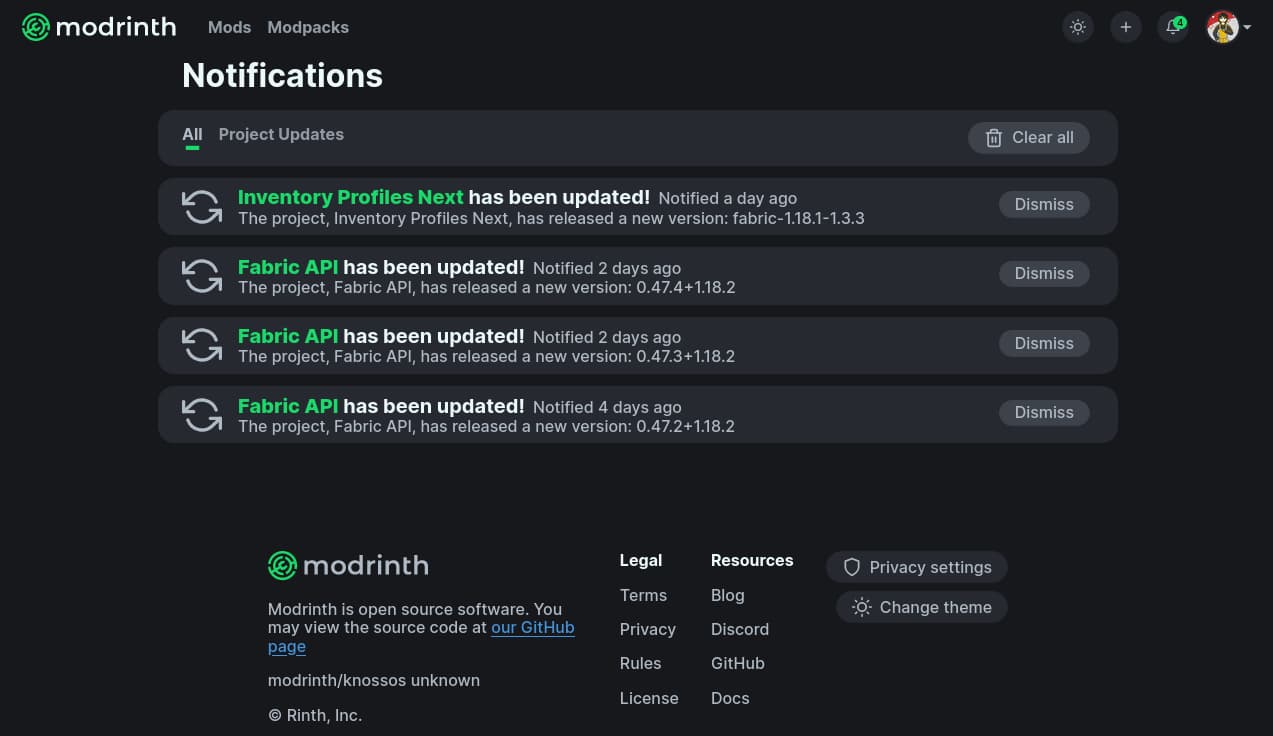 modrinth Mods Modpacks 4
Notifications
All Project Updates Clear all
Inventory Profiles Next has been updated! Notified a day ago
The project, Inventory Profiles Next, has released a new version: fabric-1.18.1-1.3.3
Dismiss
Fabric API has been updated! Notified 2 days ago
The project, Fabric API, has released a new version: 0.47.4+1.18.2
Dismiss
Fabric API has been updated! Notified 2 days ago
The project, Fabric API, has released a new version: 0.47.3+1.18.2
Dismiss
Fabric API has been updated! Notified 4 days ago
The project, Fabric API, has released a new version: 0.47.2+1.18.2
Dismiss
modrinth
Modrinth is open source software. You
may view the source code at our GitHub
page
modrinth/knossos unknown
© Rinth, Inc.
Legal
Terms
Privacy
Rules
License
Resources
Blog
Discord
GitHub
Docs
Privacy settings
Change theme